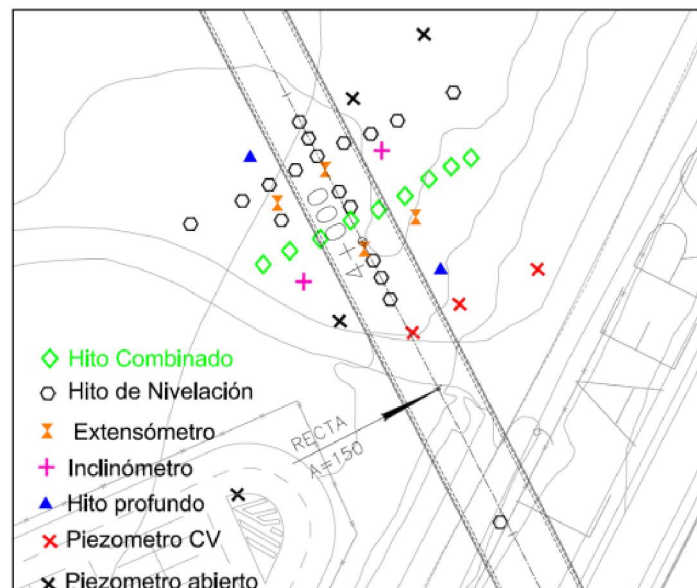 4+000
Hito Combinado
Hito de Nivelación
Extensómetro
Inclinómetro
Hito profundo
Piezometro CV
Piezometro abierto
RECTA
A=150